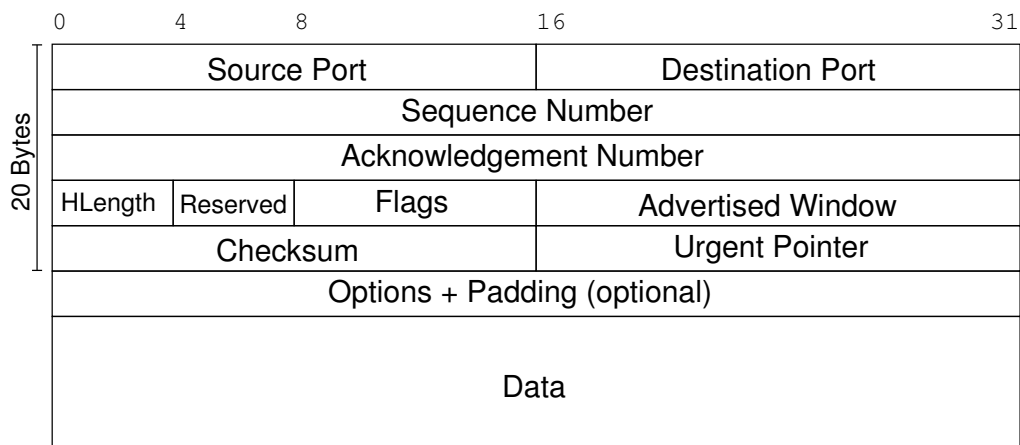 0 4 8 16 31
Source Port Destination Port
Sequence Number
Acknowledgement Number
HLength Reserved Flags Advertised Window
Checksum Urgent Pointer
Options + Padding (optional)
Data
20 Bytes